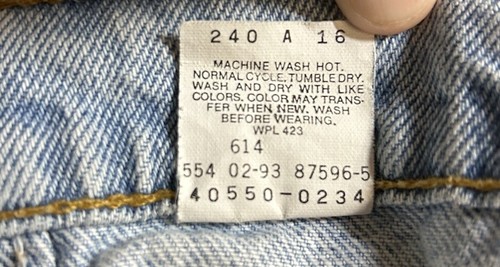 240 A 16
MACHINE WASH HOT.
NORMAL CYCLE. TUMBLE DRY.
WASH AND DRY WITH LIKE
COLORS. COLOR MAY TRANS-
FER WHEN NEW. WASH
BEFORE WEARING.
WPL 423
614
554 02-93 87596-5
40550-0234